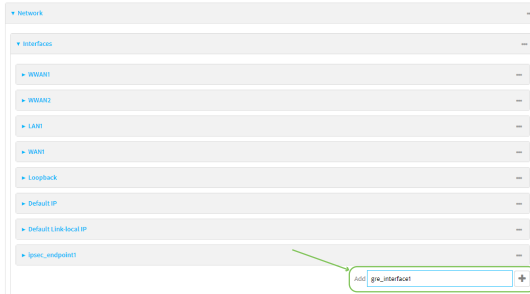 Network
Interfaces
WWAN1
WWAN2
LAN1
WAN1
Loopback
Default IP
Default Link-local IP
ipsec_endpoint1
Add gre_interface1